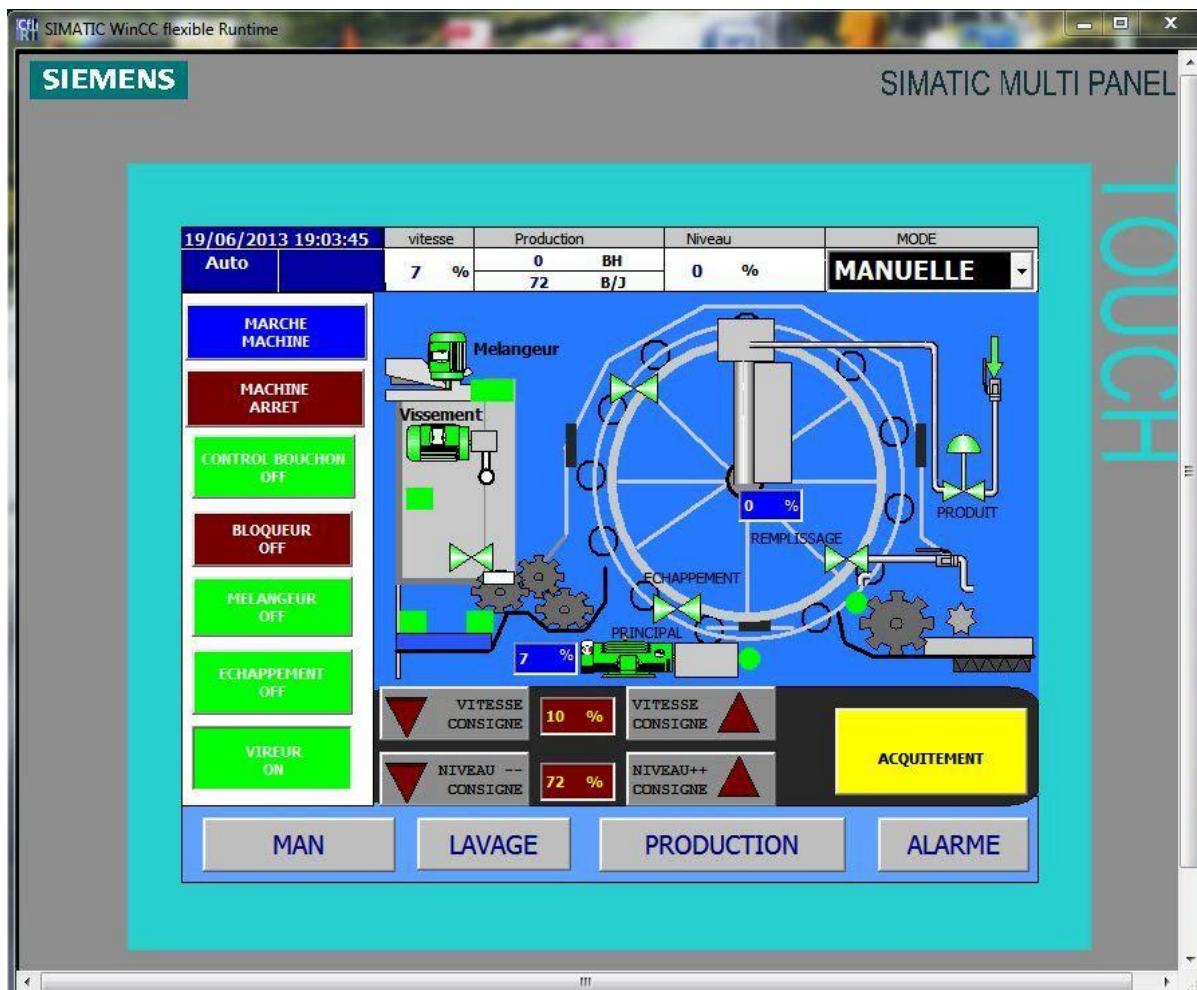 SIMATIC WinCC flexible Runtime
SIEMENS
SIMATIC MULTI PANEL
TOUCH
19/06/2013 19:03:45
vitesse
Production
Niveau
MODE
Auto
7 %
0 BH
72 B/J
0 %
MANUELLE
MARCHE
MACHINE
MACHINE
ARRET
CONTROL BOUCHON
OFF
BLOQUEUR
OFF
MELANGEUR
OFF
ECHAPPEMENT
OFF
VIREUR
ON
Melangeur
Vissement
0 %
PRODUIT
REMPLISSAGE
ECHAPPEMENT
PRINCIPAL
7 %
VITESSE
CONSIGNE
10 %
VITESSE
CONSIGNE
NIVEAU --
CONSIGNE
72 %
NIVEAU++
CONSIGNE
ACQUITEMENT
MAN
LAVAGE
PRODUCTION
ALARME